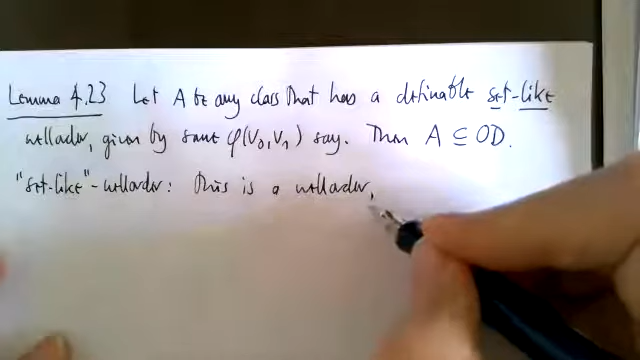 Lemma 4.23 Let A be any class that has a definable set-like
wellorder, given by some φ(v₀,v₁) say. Then A ⊆ OD.
"set-like"-wellorder: this is a wellorder,